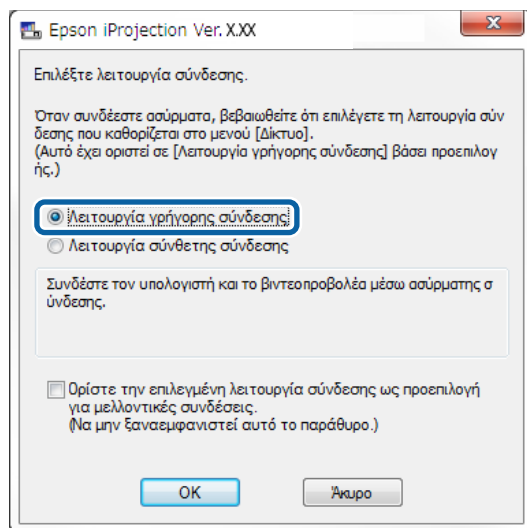 Epson iProjection Ver. X.XX
Επιλέξτε λειτουργία σύνδεσης.
Όταν συνδέεστε ασύρματα, βεβαιωθείτε ότι επιλέγετε τη λειτουργία σύν
δεσης που καθορίζεται στο μενού [Δίκτυο].
(Αυτό έχει οριστεί σε [Λειτουργία γρήγορης σύνδεσης] βάσει προεπιλογ
ής.)
Λειτουργία γρήγορης σύνδεσης
Λειτουργία σύνθετης σύνδεσης
Συνδέστε τον υπολογιστή και το βιντεοπροβολέα μέσω ασύρματης σ
ύνδεσης.
Ορίστε την επιλεγμένη λειτουργία σύνδεσης ως προεπιλογή
για μελλοντικές συνδέσεις.
(Να μην ξαναεμφανιστεί αυτό το παράθυρο.)
OK Άκυρο